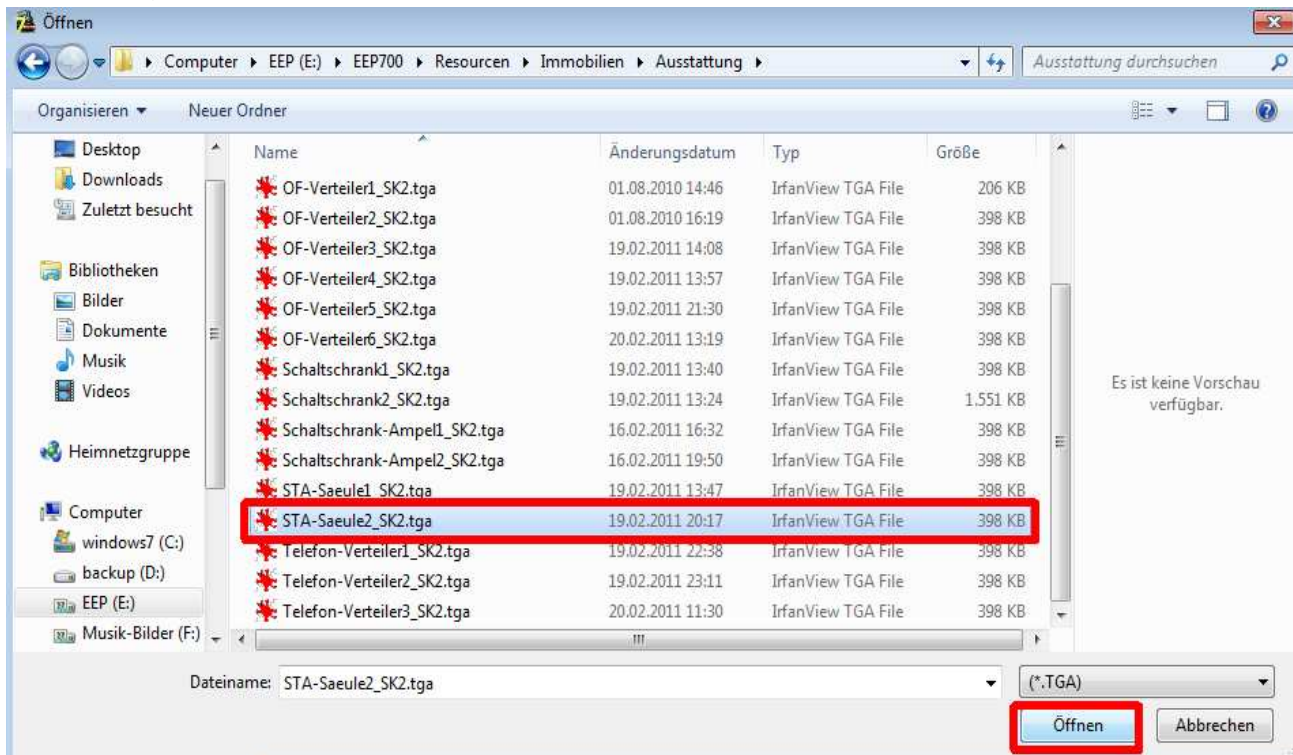 Öffnen
Computer EEP (E:) EEP700 Resourcen Immobilien Ausstattung Ausstattung durchsuchen
Organisieren Neuer Ordner
Desktop
Downloads
Zuletzt besucht
Bibliotheken
Bilder
Dokumente
Musik
Videos
Heimnetzgruppe
Computer
windows7 (C:)
backup (D:)
EEP (E:)
Musik-Bilder (F:)
Name Änderungsdatum Typ Größe
OF-Verteiler1_SK2.tga 01.08.2010 14:46 IrfanView TGA File 206 KB
OF-Verteiler2_SK2.tga 01.08.2010 16:19 IrfanView TGA File 398 KB
OF-Verteiler3_SK2.tga 19.02.2011 14:08 IrfanView TGA File 398 KB
OF-Verteiler4_SK2.tga 19.02.2011 13:57 IrfanView TGA File 398 KB
OF-Verteiler5_SK2.tga 19.02.2011 21:30 IrfanView TGA File 398 KB
OF-Verteiler6_SK2.tga 20.02.2011 13:19 IrfanView TGA File 398 KB
Schaltschrank1_SK2.tga 19.02.2011 13:40 IrfanView TGA File 398 KB
Schaltschrank2_SK2.tga 19.02.2011 13:24 IrfanView TGA File 1.551 KB
Schaltschrank-Ampel1_SK2.tga 16.02.2011 16:32 IrfanView TGA File 398 KB
Schaltschrank-Ampel2_SK2.tga 16.02.2011 19:50 IrfanView TGA File 398 KB
STA-Saeule1_SK2.tga 19.02.2011 13:47 IrfanView TGA File 398 KB
STA-Saeule2_SK2.tga 19.02.2011 20:17 IrfanView TGA File 398 KB
Telefon-Verteiler1_SK2.tga 19.02.2011 22:38 IrfanView TGA File 398 KB
Telefon-Verteiler2_SK2.tga 19.02.2011 23:11 IrfanView TGA File 398 KB
Telefon-Verteiler3_SK2.tga 20.02.2011 11:30 IrfanView TGA File 398 KB
Es ist keine Vorschau
verfügbar.
Dateiname: STA-Saeule2_SK2.tga (*.TGA)
Öffnen Abbrechen